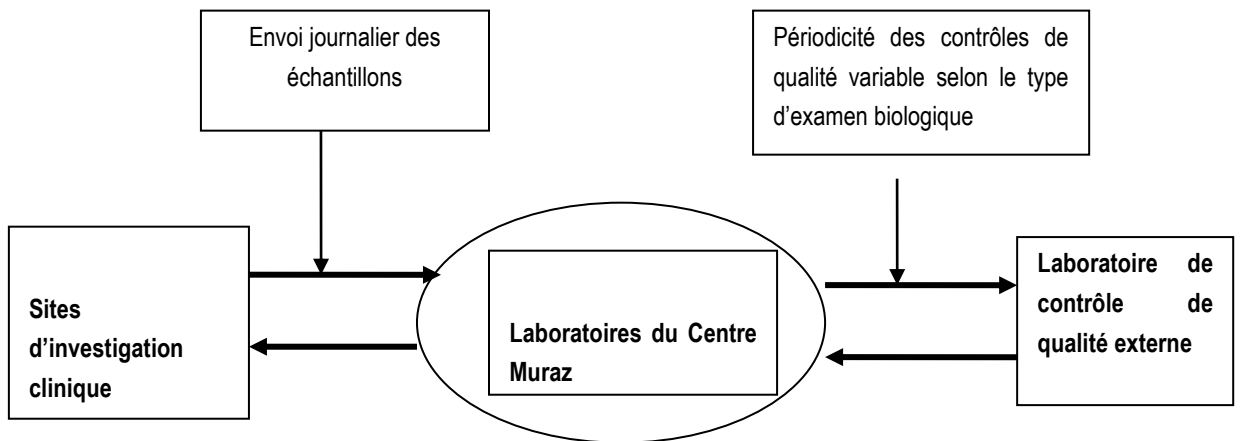 Envoi journalier des
échantillons
Périodicité des contrôles de
qualité variable selon le type
d’examen biologique
Sites
d’investigation
clinique
Laboratoires du Centre
Muraz
Laboratoire de
contrôle de
qualité externe